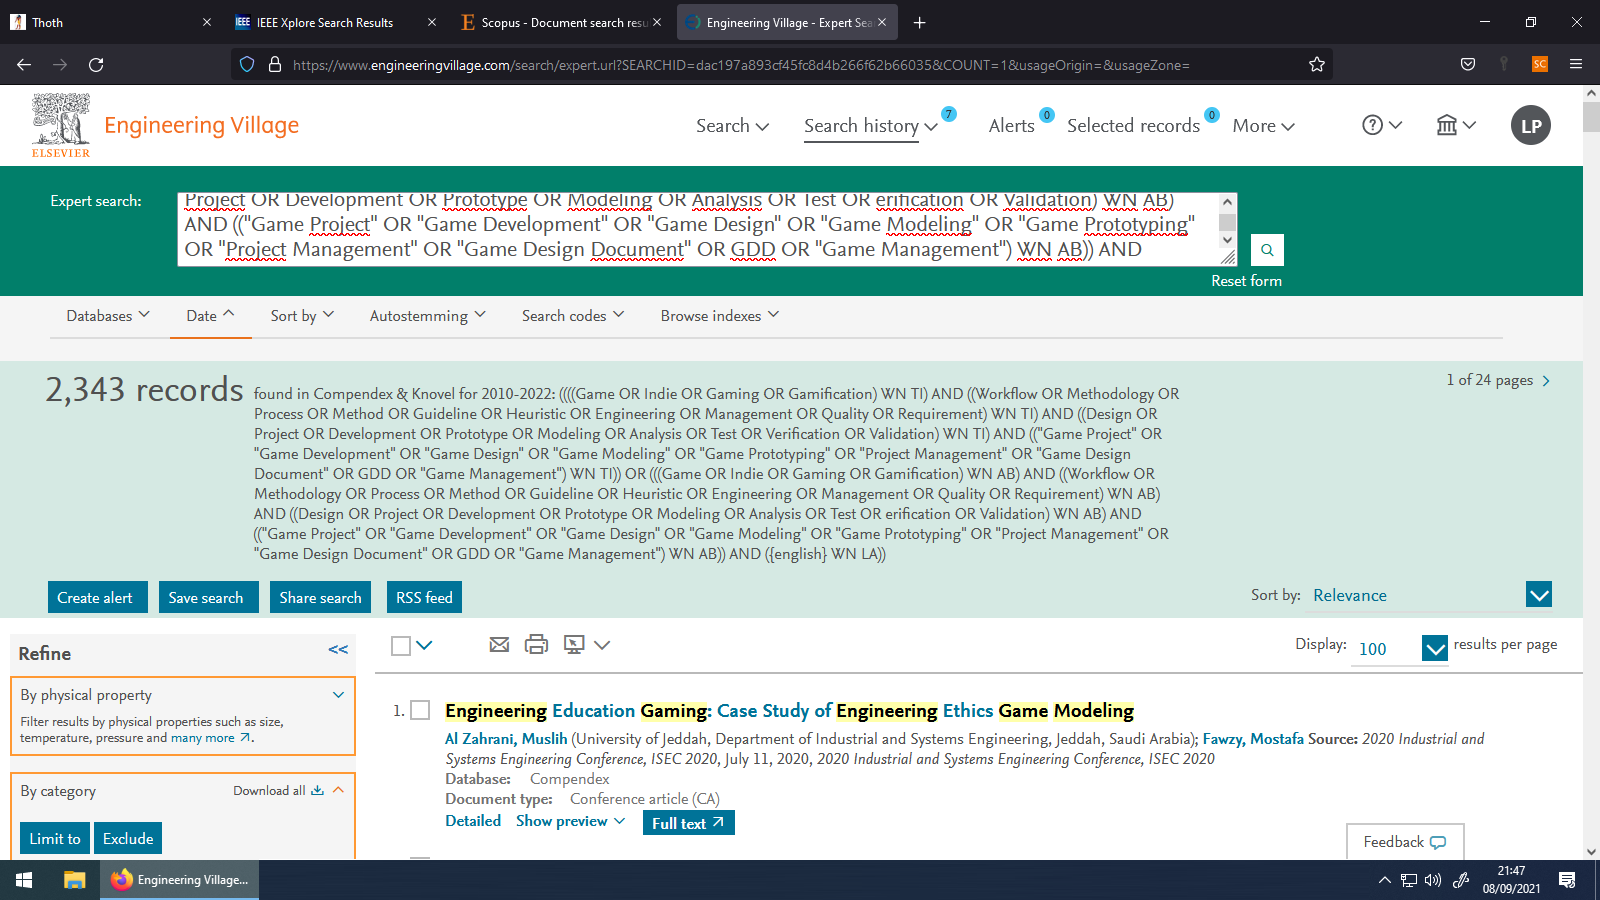 Thoth
IEEE Xplore Search Results
Scopus - Document search resu
Engineering Village - Expert Sea
https://www.engineeringvillage.com/search/expert.url?SEARCHID=dac197a893cf45fc8d4b266f62b66035&COUNT=1&usageOrigin=&usageZone=
SC
ELSEVIER
Engineering Village
Search
Search history 7
Alerts 0
Selected records 0
More
LP
Expert search:
Project OR Development OR Prototype OR Modeling OR Analysis OR Test OR erification OR Validation) WN AB)
AND (("Game Project" OR "Game Development" OR "Game Design" OR "Game Modeling" OR "Game Prototyping"
OR "Project Management" OR "Game Design Document" OR GDD OR "Game Management") WN AB)) AND
Reset form
Databases
Date
Sort by
Autostemming
Search codes
Browse indexes
2,343 records
found in Compendex & Knovel for 2010-2022: ((((Game OR Indie OR Gaming OR Gamification) WN TI) AND ((Workflow OR Methodology OR
Process OR Method OR Guideline OR Heuristic OR Engineering OR Management OR Quality OR Requirement) WN TI) AND ((Design OR
Project OR Development OR Prototype OR Modeling OR Analysis OR Test OR Verification OR Validation) WN TI) AND (("Game Project" OR
"Game Development" OR "Game Design" OR "Game Modeling" OR "Game Prototyping" OR "Project Management" OR "Game Design
Document" OR GDD OR "Game Management") WN TI)) OR (((Game OR Indie OR Gaming OR Gamification) WN AB) AND ((Workflow OR
Methodology OR Process OR Method OR Guideline OR Heuristic OR Engineering OR Management OR Quality OR Requirement) WN AB)
AND ((Design OR Project OR Development OR Prototype OR Modeling OR Analysis OR Test OR erification OR Validation) WN AB) AND
(("Game Project" OR "Game Development" OR "Game Design" OR "Game Modeling" OR "Game Prototyping" OR "Project Management" OR
"Game Design Document" OR GDD OR "Game Management") WN AB)) AND ({english} WN LA))
1 of 24 pages
Create alert
Save search
Share search
RSS feed
Sort by: Relevance
Refine
<<
Display: 100 results per page
By physical property
Filter results by physical properties such as size,
temperature, pressure and many more.
By category
Download all
Limit to
Exclude
1.
Engineering Education Gaming: Case Study of Engineering Ethics Game Modeling
Al Zahrani, Muslih (University of Jeddah, Department of Industrial and Systems Engineering, Jeddah, Saudi Arabia); Fawzy, Mostafa Source: 2020 Industrial and
Systems Engineering Conference, ISEC 2020, July 11, 2020, 2020 Industrial and Systems Engineering Conference, ISEC 2020
Database: Compendex
Document type: Conference article (CA)
Detailed
Show preview
Full text
Feedback
Engineering Village...
21:47
08/09/2021